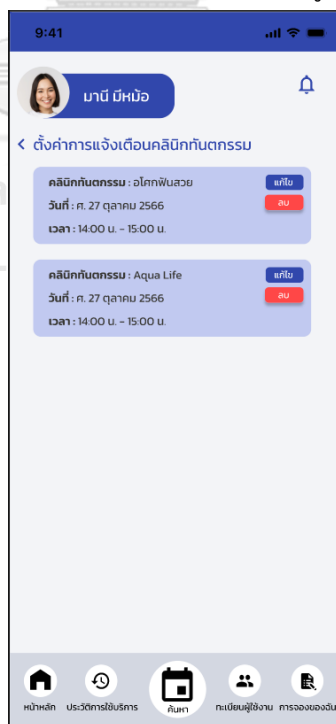 9:41
มานี มีหม้อ
ตั้งค่าการแจ้งเตือนคลินิกทันตกรรม
คลินิกทันตกรรม : อโศกฟันสวย
แก้ไข
วันที่ : ศ. 27 ตุลาคม 2566
ลบ
เวลา : 14:00 น. - 15:00 น.
คลินิกทันตกรรม : Aqua Life
แก้ไข
วันที่ : ศ. 27 ตุลาคม 2566
ลบ
เวลา : 14:00 น. - 15:00 น.
หน้าหลัก ประวัติการใช้บริการ ค้นหา ทะเบียนผู้ใช้งาน การจองของฉัน